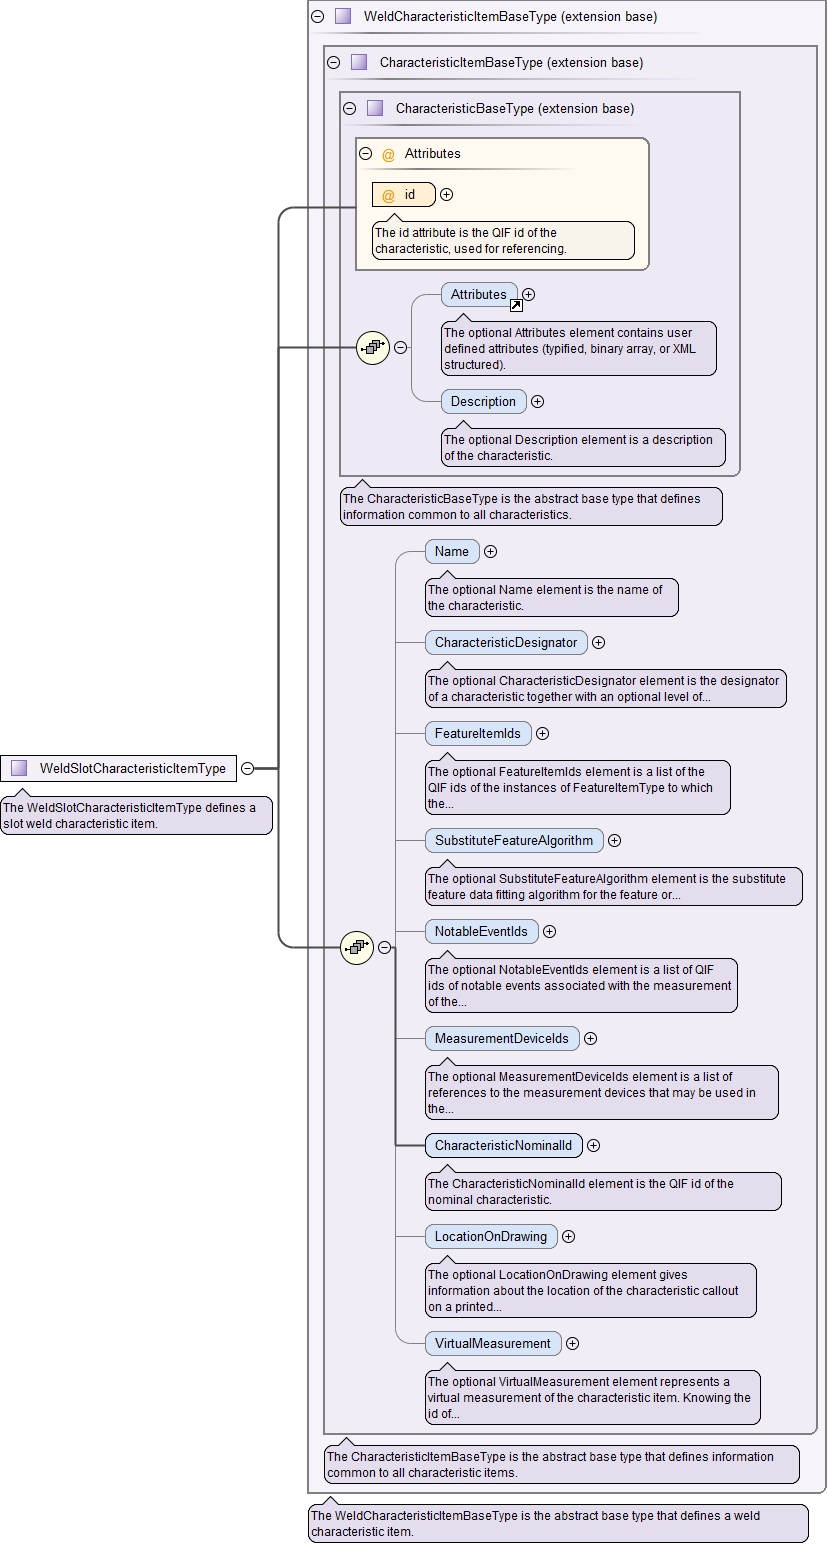 WeldCharacteristicItemBaseType (extension base)
CharacteristicItemBaseType (extension base)
CharacteristicBaseType (extension base)
@ Attributes
@ id
The id attribute is the QIF id of the
characteristic, used for referencing.
Attributes
The optional Attributes element contains user
defined attributes (typified, binary array, or XML
structured).
Description
The optional Description element is a description
of the characteristic.
The CharacteristicBaseType is the abstract base type that defines
information common to all characteristics.
Name
The optional Name element is the name of
the characteristic.
CharacteristicDesignator
The optional CharacteristicDesignator element is the designator
of a characteristic together with an optional level of...
FeatureItemIds
The optional FeatureItemIds element is a list of the
QIF ids of the instances of FeatureItemType to which
the...
WeldSlotCharacteristicItemType
The WeldSlotCharacteristicItemType defines a
slot weld characteristic item.
SubstituteFeatureAlgorithm
The optional SubstituteFeatureAlgorithm element is the substitute
feature data fitting algorithm for the feature or...
NotableEventIds
The optional NotableEventIds element is a list of QIF
ids of notable events associated with the measurement
of the...
MeasurementDeviceIds
The optional MeasurementDeviceIds element is a list of
references to the measurement devices that may be used in
the...
CharacteristicNominalId
The CharacteristicNominalId element is the QIF id of the
nominal characteristic.
LocationOnDrawing
The optional LocationOnDrawing element gives
information about the location of the characteristic callout
on a printed...
VirtualMeasurement
The optional VirtualMeasurement element represents a
virtual measurement of the characteristic item. Knowing the
id of...
The CharacteristicItemBaseType is the abstract base type that defines information
common to all characteristic items.
The WeldCharacteristicItemBaseType is the abstract base type that defines a weld
characteristic item.